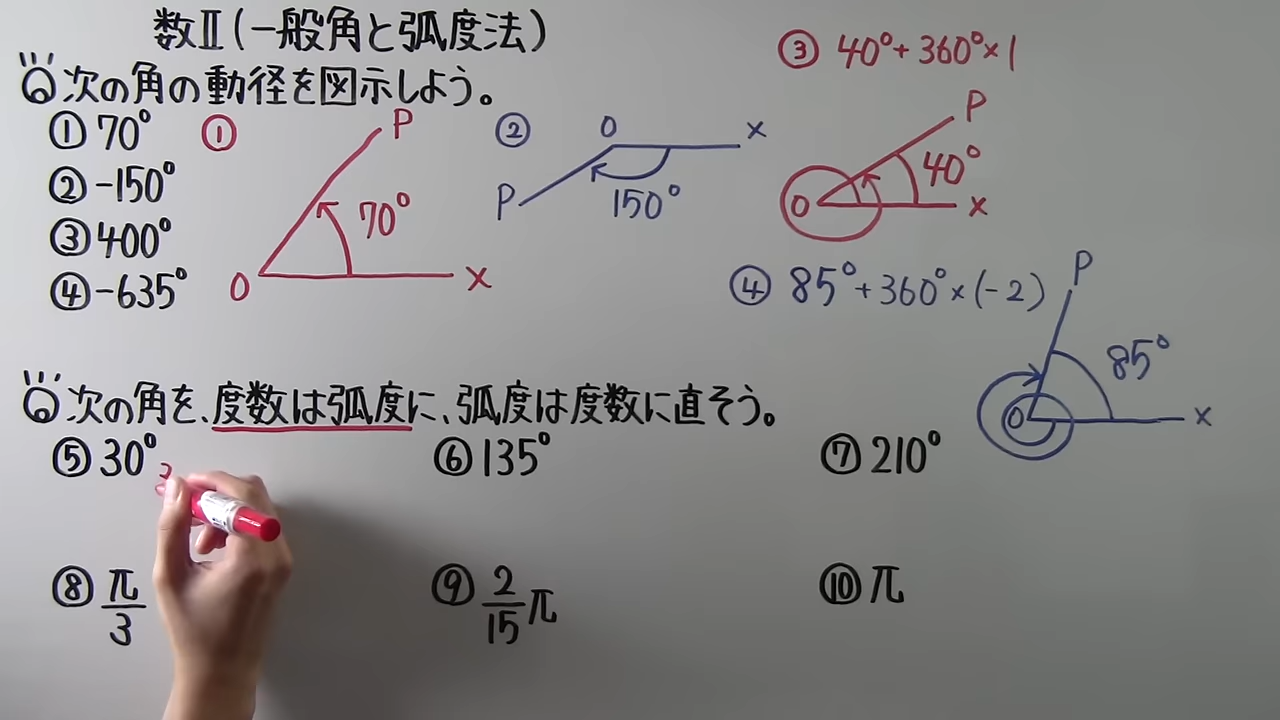 数Ⅱ(一般角と弧度法)
Q次の角の動径を図示しよう。
① 70°
② -150°
③ 400°
④ -635°
①
P
70°
O
X
②
O
X
P
150°
③ 40°+360°×1
P
40°
O
X
④ 85°+360°×(-2)
P
85°
O
X
Q次の角を、度数は弧度に、弧度は度数に直そう。
⑤ 30°
⑥ 135°
⑦ 210°
⑧ π/3
⑨ 2/15 π
⑩ π